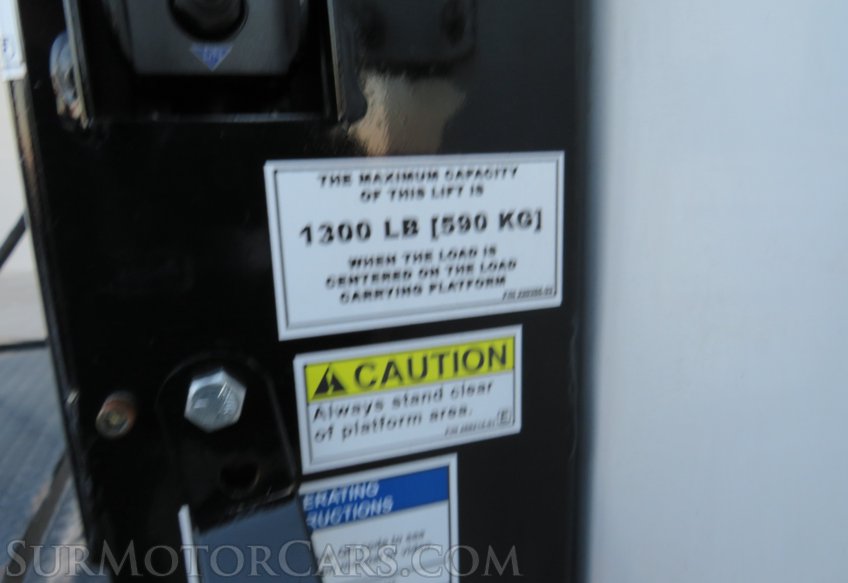 THE MAXIMUM CAPACITY
OF THIS LIFT IS
1300 LB [590 KG]
WHEN THE LOAD IS
CENTERED ON THE LOAD
CARRYING PLATFORM
CAUTION
Always stand clear
of platform area.
E
ERATING
RUCTIONS
SURMOTORCARS.COM